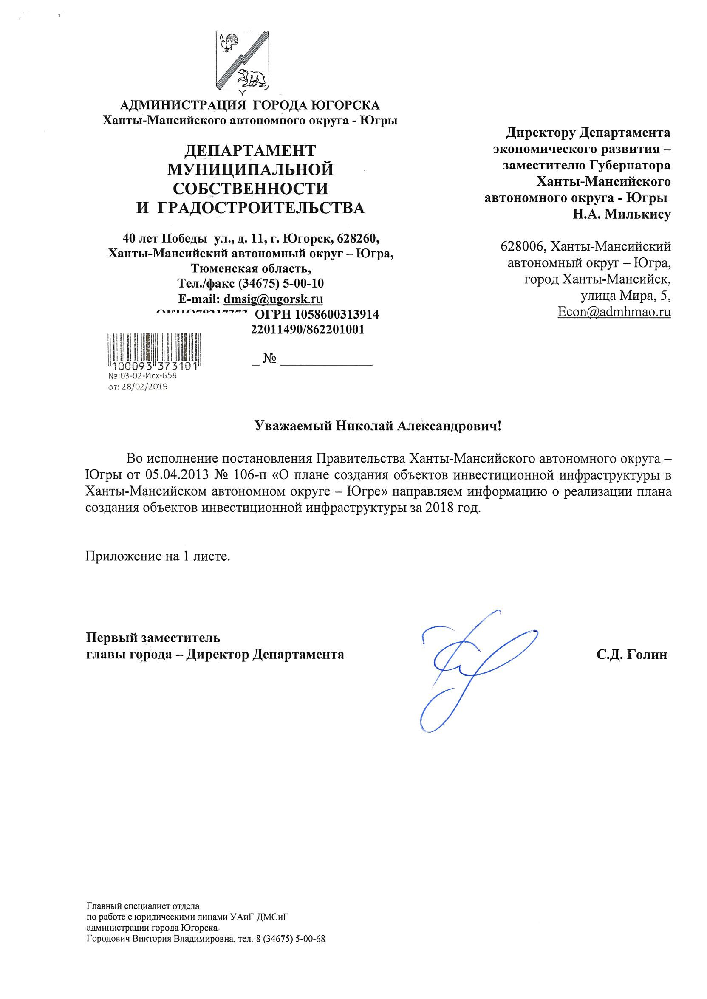 АДМИНИСТРАЦИЯ ГОРОДА ЮГОРСКА
Ханты-Мансийского автономного округа - Югры
ДЕПАРТАМЕНТ
МУНИЦИПАЛЬНОЙ
СОБСТВЕННОСТИ
И ГРАДОСТРОИТЕЛЬСТВА
40 лет Победы ул., д. 11, г. Югорск, 628260,
Ханты-Мансийский автономный округ – Югра,
Тюменская область,
Тел./факс (34675) 5-00-10
E-mail: dmsig@ugorsk.ru
ОГРН 1058600313914
22011490/862201001
_ № ______________
100093 373101
№ 03-02-Исх-658
от: 28/02/2019
Директору Департамента
экономического развития –
заместителю Губернатора
Ханты-Мансийского
автономного округа - Югры
Н.А. Милькису
628006, Ханты-Мансийский
автономный округ – Югра,
город Ханты-Мансийск,
улица Мира, 5,
Econ@admhmao.ru
Уважаемый Николай Александрович!
Во исполнение постановления Правительства Ханты-Мансийского автономного округа –
Югры от 05.04.2013 № 106-п «О плане создания объектов инвестиционной инфраструктуры в
Ханты-Мансийском автономном округе – Югре» направляем информацию о реализации плана
создания объектов инвестиционной инфраструктуры за 2018 год.
Приложение на 1 листе.
Первый заместитель
главы города – Директор Департамента
С.Д. Голин
Главный специалист отдела
по работе с юридическими лицами УАиГ ДМСиГ
администрации города Югорска
Городович Виктория Владимировна, тел. 8 (34675) 5-00-68